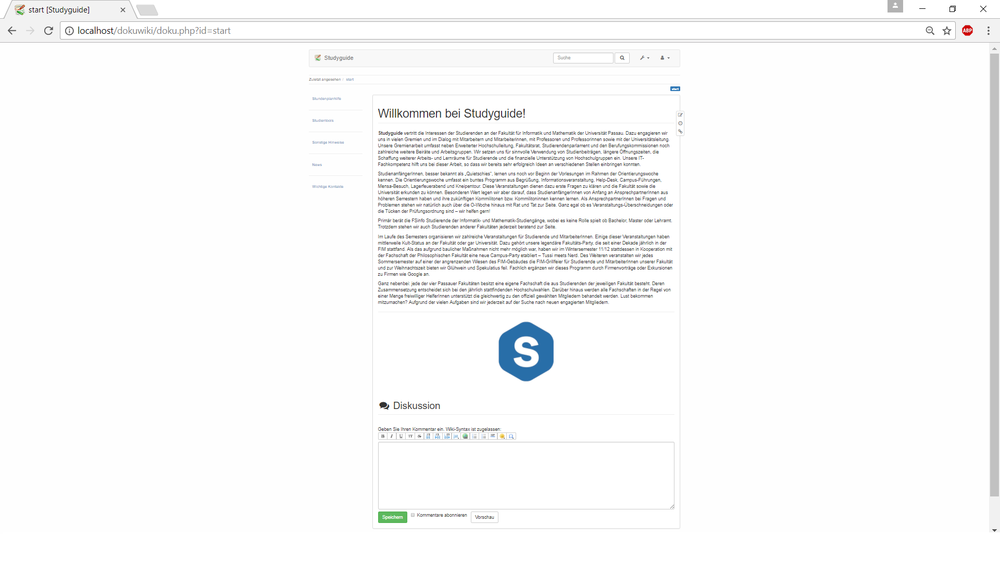 start [Studyguide]
localhost/dokuwiki/doku.php?id=start
ABP
Studyguide
Suche
Zuletzt angesehen / start
start
Stundenplanhilfe
Studientools
Sonstige Hinweise
News
Wichtige Kontakte
Willkommen bei Studyguide!
Studyguide vertritt die Interessen der Studierenden an der Fakultät für Informatik und Mathematik der Universität Passau. Dazu engagieren wir
uns in vielen Gremien und im Dialog mit Mitarbeitern und Mitarbeiterinnen, mit Professoren und Professorinnen sowie mit der Universitätsleitung.
Unsere Gremienarbeit umfasst neben Erweiterter Hochschulleitung, Fakultätsrat, Studierendenparlament und den Berufungskommissionen noch
zahlreiche weitere Beiräte und Arbeitsgruppen. Wir setzen uns für sinnvolle Verwendung von Studienbeiträgen, längere Öffnungszeiten, die
Schaffung weiterer Arbeits- und Lernräume für Studierende und die finanzielle Unterstützung von Hochschulgruppen ein. Unsere IT-
Fachkompetenz hilft uns bei dieser Arbeit, so dass wir bereits sehr erfolgreich Ideen an verschiedenen Stellen einbringen konnten.
StudienanfängerInnen, besser bekannt als „Quietschies“, lernen uns noch vor Beginn der Vorlesungen im Rahmen der Orientierungswoche
kennen. Die Orientierungswoche umfasst ein buntes Programm aus Begrüßung, Informationsveranstaltung, Help-Desk, Campus-Führungen,
Mensa-Besuch, Lagerfeuerabend und Kneipentour. Diese Veranstaltungen dienen dazu erste Fragen zu klären und die Fakultät sowie die
Universität erkunden zu können. Besonderen Wert legen wir aber darauf, dass StudienanfängerInnen von Anfang an AnsprechpartnerInnen aus
höheren Semestern haben und ihre zukünftigen Kommilitonen bzw. Kommilitoninnen kennen lernen. Als AnsprechpartnerInnen bei Fragen und
Problemen stehen wir natürlich auch über die O-Woche hinaus mit Rat und Tat zur Seite. Ganz egal ob es Veranstaltungs-Überschneidungen oder
die Tücken der Prüfungsordnung sind – wir helfen gern!
Primär berät die FSinfo Studierende der Informatik- und Mathematik-Studiengänge, wobei es keine Rolle spielt ob Bachelor, Master oder Lehramt.
Trotzdem stehen wir auch Studierenden anderer Fakultäten jederzeit beratend zur Seite.
Im Laufe des Semesters organisieren wir zahlreiche Veranstaltungen für Studierende und MitarbeiterInnen. Einige dieser Veranstaltungen haben
mittlerweile Kult-Status an der Fakultät oder gar Universität. Dazu gehört unsere legendäre Fakultäts-Party, die seit einer Dekade jährlich in der
FIM stattfand. Als das aufgrund baulicher Maßnahmen nicht mehr möglich war, haben wir im Wintersemester 11/12 stattdessen in Kooperation mit
der Fachschaft der Philosophischen Fakultät eine neue Campus-Party etabliert – Tussi meets Nerd. Des Weiteren veranstalten wir jedes
Sommersemester auf einer der angrenzenden Wiesen des FIM-Gebäudes die FIM-Grillfeier für Studierende und MitarbeiterInnen unserer Fakultät
und zur Weihnachtszeit bieten wir Glühwein und Spekulatius feil. Fachlich ergänzen wir dieses Programm durch Firmenvorträge oder Exkursionen
zu Firmen wie Google an.
Ganz nebenbei: jede der vier Passauer Fakultäten besitzt eine eigene Fachschaft die aus Studierenden der jeweiligen Fakultät besteht. Deren
Zusammensetzung entscheidet sich bei den jährlich stattfindenden Hochschulwahlen. Darüber hinaus werden alle Fachschaften in der Regel von
einer Menge freiwilliger HelferInnen unterstützt die gleichwertig zu den offiziell gewählten Mitgliedern behandelt werden. Lust bekommen
mitzumachen? Aufgrund der vielen Aufgaben sind wir jederzeit auf der Suche nach neuen engagierten Mitgliedern.
S
Diskussion
Geben Sie Ihren Kommentar ein. Wiki-Syntax ist zugelassen:
B I U TT S
Speichern Kommentare abonnieren Vorschau